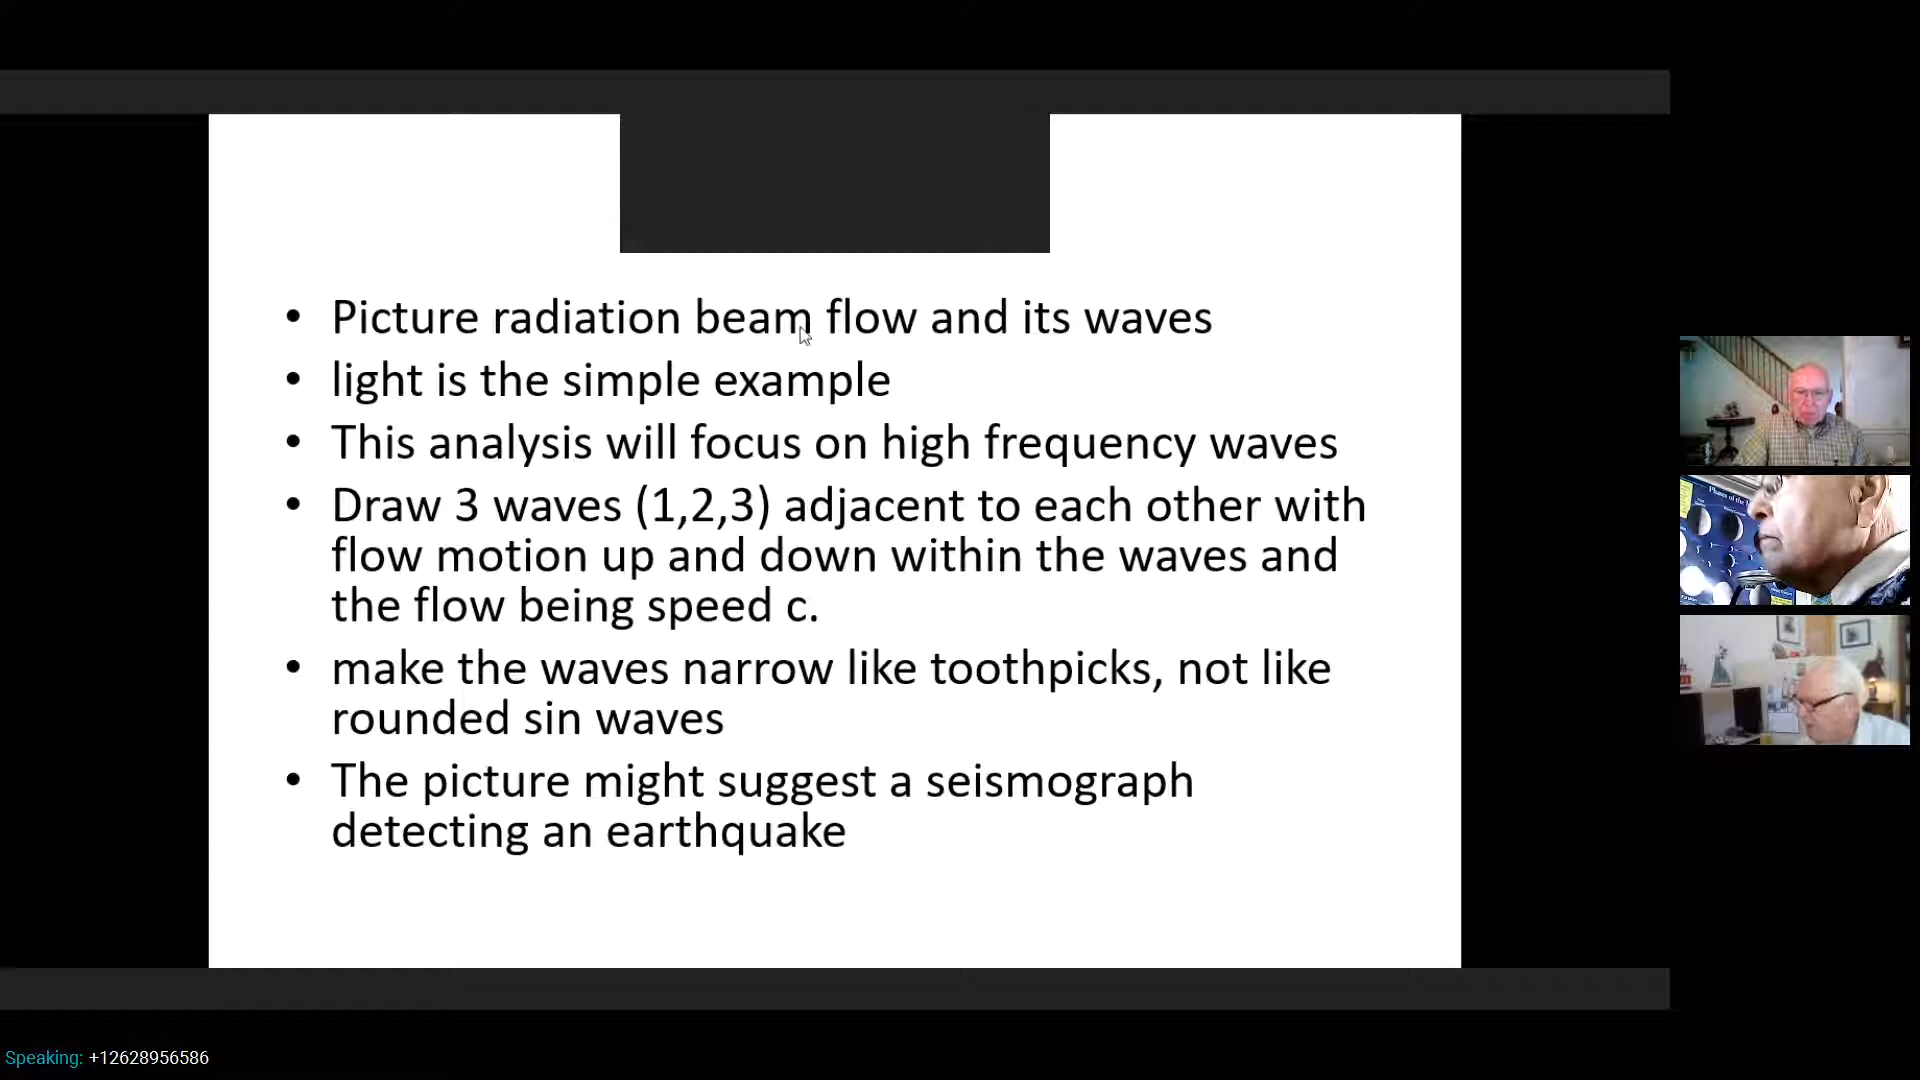 • Picture radiation beam flow and its waves
• light is the simple example
• This analysis will focus on high frequency waves
• Draw 3 waves (1,2,3) adjacent to each other with
flow motion up and down within the waves and
the flow being speed c.
• make the waves narrow like toothpicks, not like
rounded sin waves
• The picture might suggest a seismograph
detecting an earthquake
Phases of the
Speaking: +12628956586